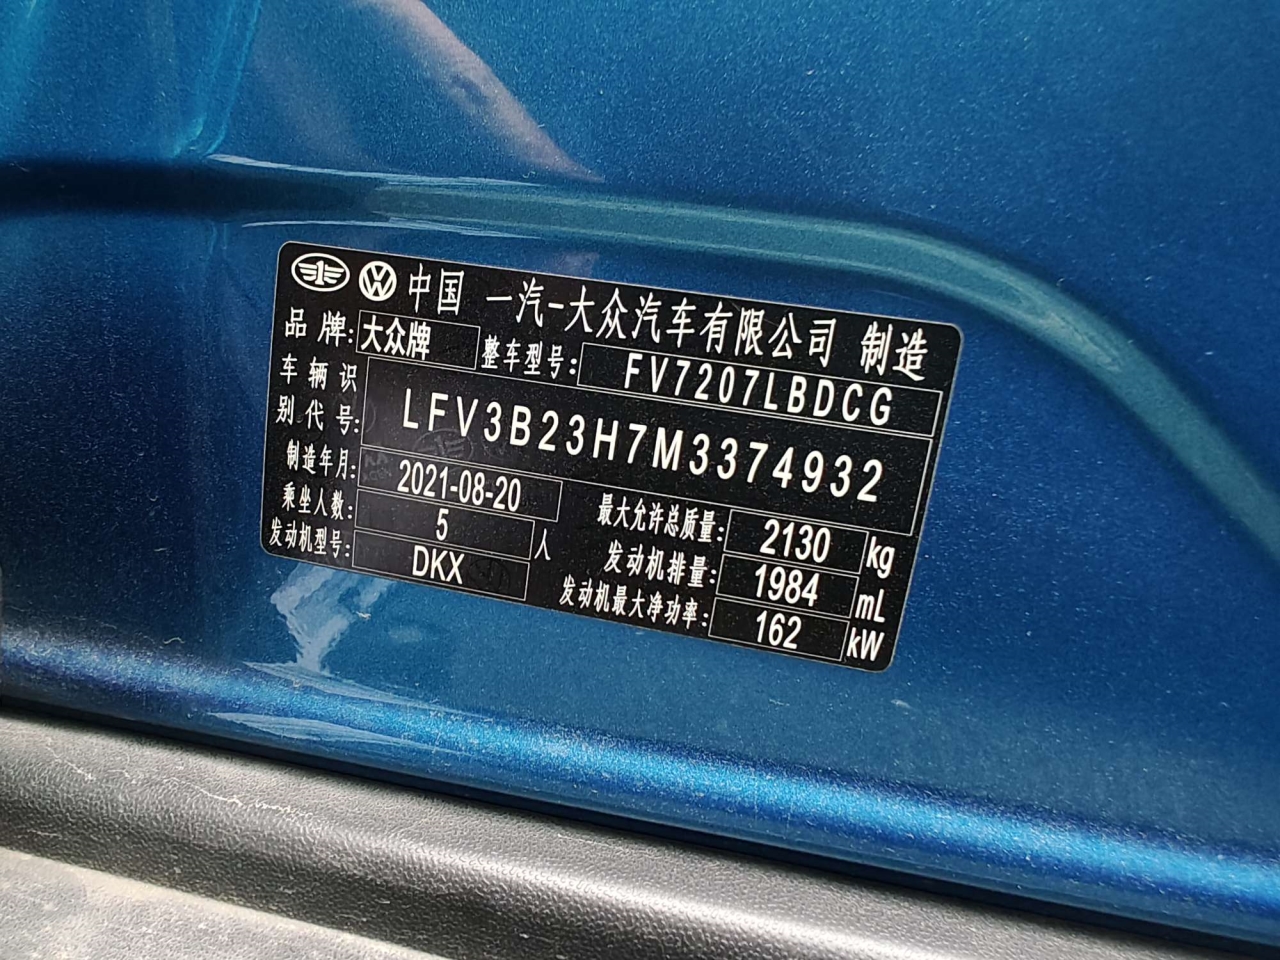 中国 一汽-大众汽车有限公司 制造
品牌: 大众牌 整车型号: FV7207LBDCG
车辆识别代号: LFV3B23H7M3374932
制造年月: 2021-08-20
乘坐人数: 5 人
发动机型号: DKX
最大允许总质量: 2130 kg
发动机排量: 1984 mL
发动机最大净功率: 162 kW